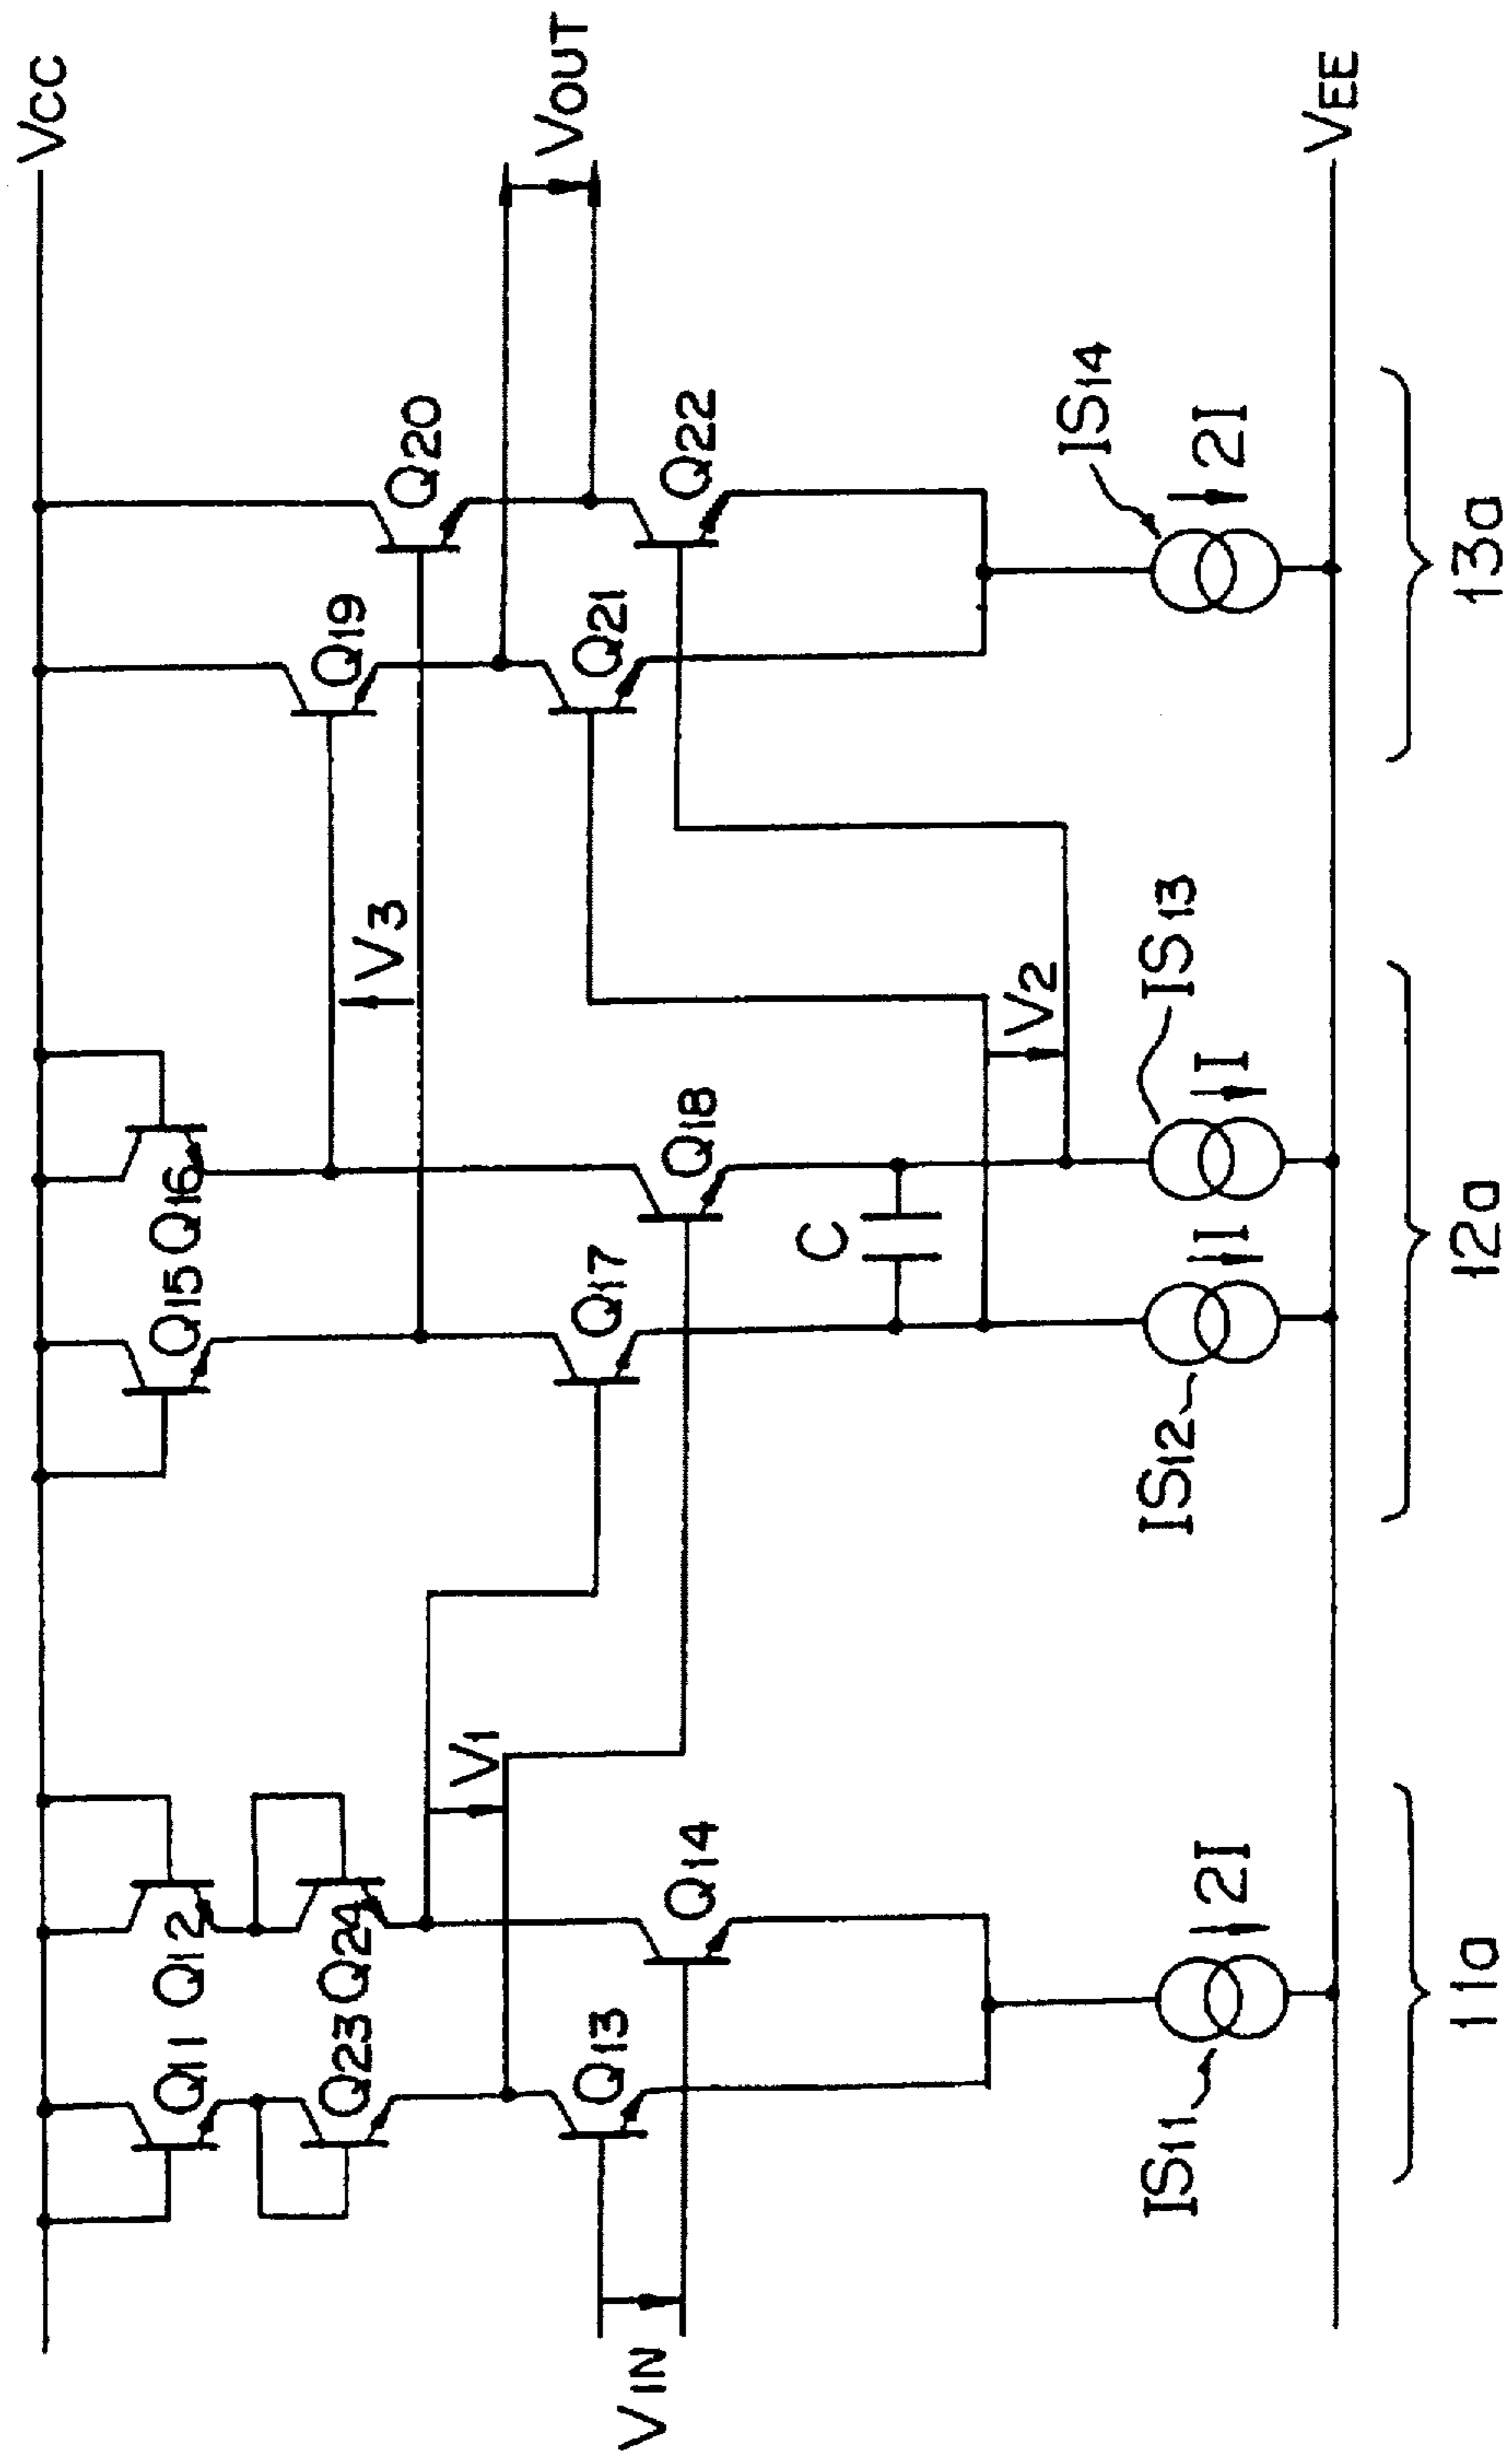 VCC
Q11
Q12
Q15
Q16
Q23
Q24
Q19
Q20
V1
V3
VOUT
Q13
Q14
Q17
Q18
Q21
Q22
VIN
C
V2
IS11
2I
IS12
I
I
IS13
IS14
2I
VEE
11a
12a
13a